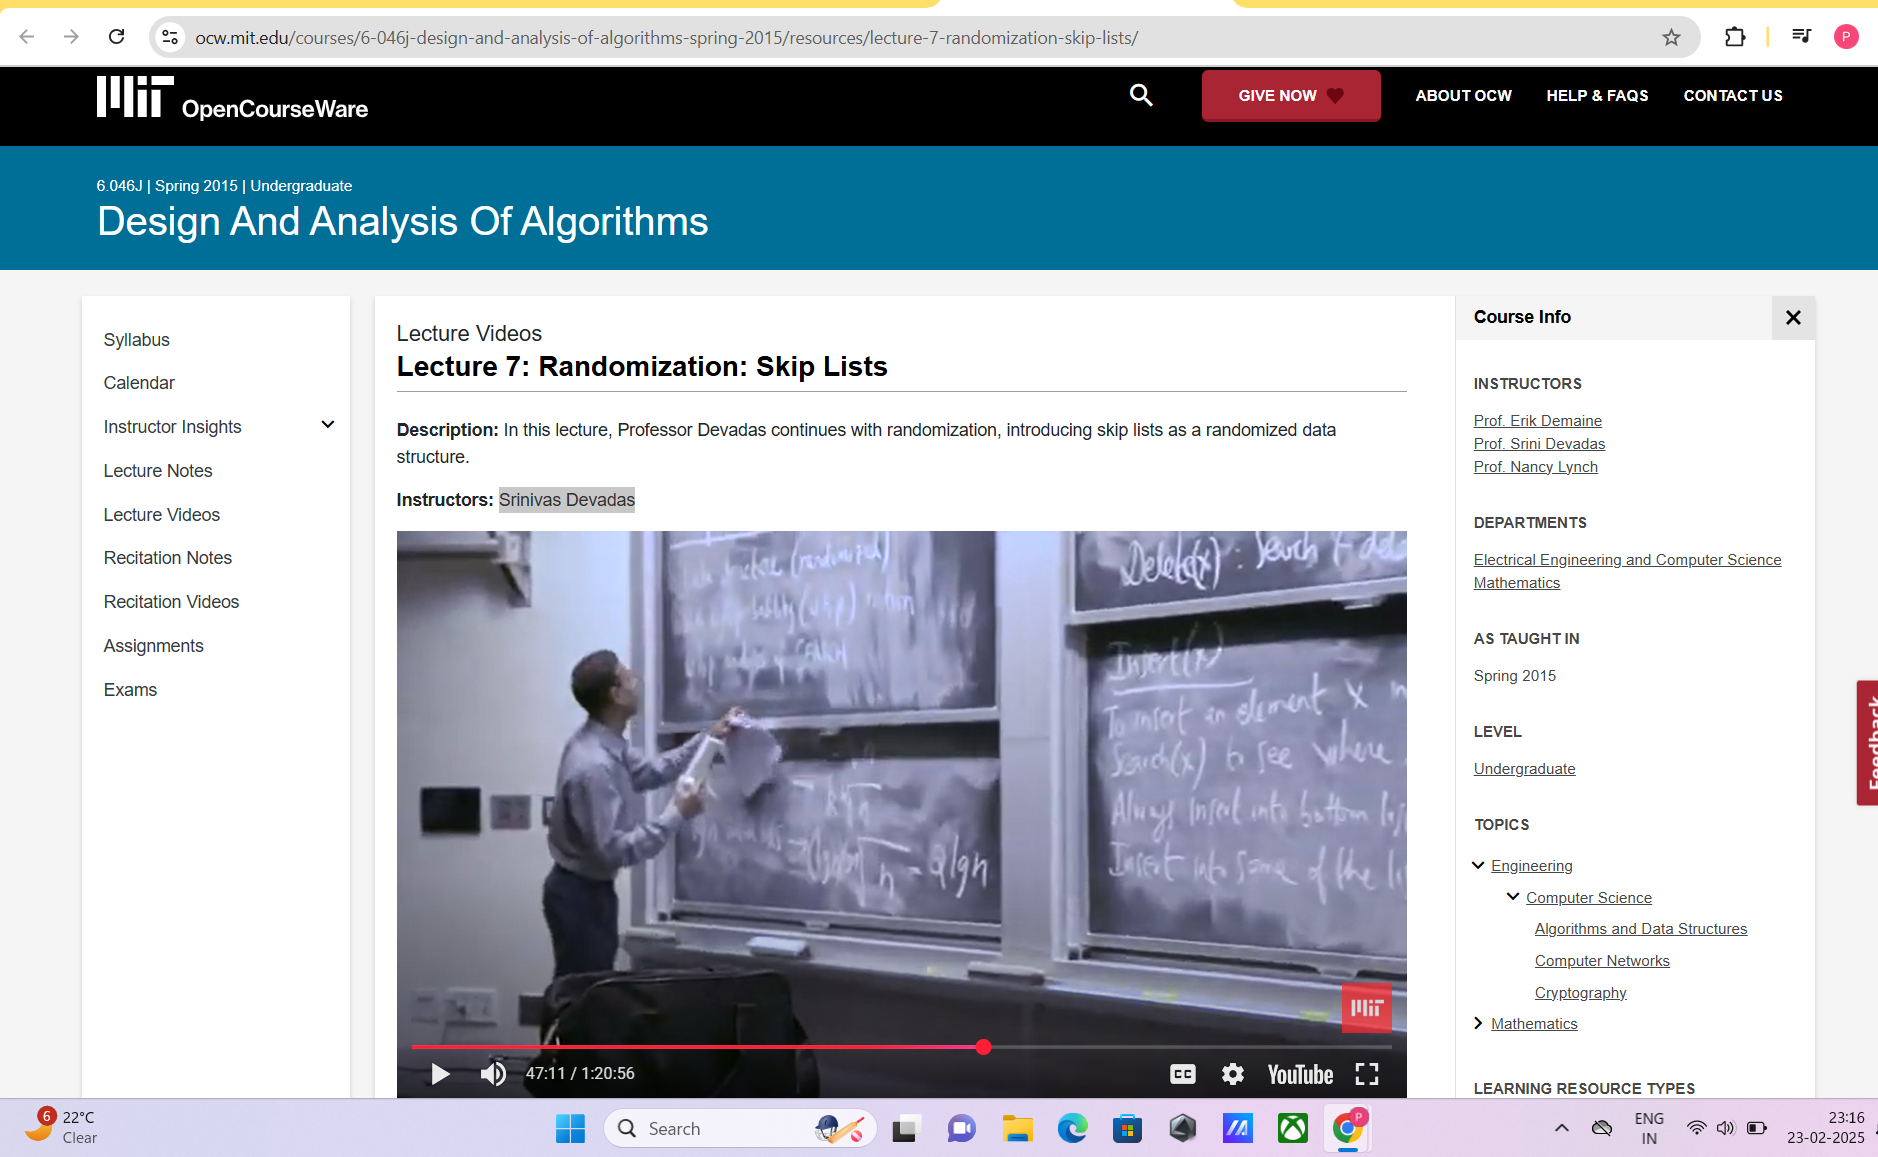 ocw.mit.edu/courses/6-046j-design-and-analysis-of-algorithms-spring-2015/resources/lecture-7-randomization-skip-lists/
P
MIT OpenCourseWare
GIVE NOW
ABOUT OCW
HELP & FAQS
CONTACT US
6.046J | Spring 2015 | Undergraduate
Design And Analysis Of Algorithms
Syllabus
Calendar
Instructor Insights
Lecture Notes
Lecture Videos
Recitation Notes
Recitation Videos
Assignments
Exams
Lecture Videos
Lecture 7: Randomization: Skip Lists
Description: In this lecture, Professor Devadas continues with randomization, introducing skip lists as a randomized data
structure.
Instructors: Srinivas Devadas
structure (randomized)
SEARCH
= 2lgn
Delete(x): Search &
Insert(x)
To insert an element x
Search(x) to see where
Always Insert into bottom
Insert into some of the
MIT
47:11 / 1:20:56
CC
YouTube
Course Info
INSTRUCTORS
Prof. Erik Demaine
Prof. Srini Devadas
Prof. Nancy Lynch
DEPARTMENTS
Electrical Engineering and Computer Science
Mathematics
AS TAUGHT IN
Spring 2015
LEVEL
Undergraduate
TOPICS
Engineering
Computer Science
Algorithms and Data Structures
Computer Networks
Cryptography
Mathematics
LEARNING RESOURCE TYPES
Feedback
6
22°C
Clear
Search
P
ENG
IN
23:16
23-02-2025